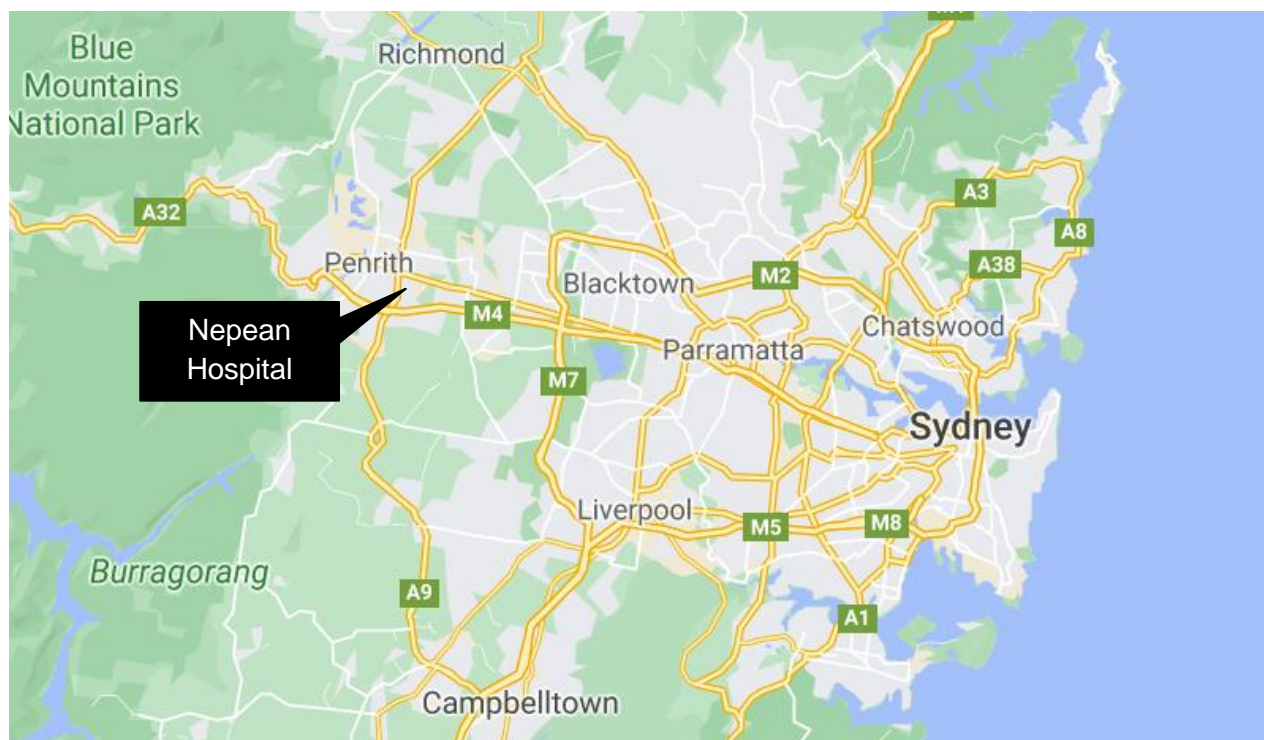 Blue
Mountains
National Park
Richmond
A32
A3
A8
Penrith
A38
M2
Blacktown
Nepean
Hospital
M4
Chatswood
Parramatta
M7
Sydney
Liverpool
M5
M8
Burragorang
A9
A1
Campbelltown